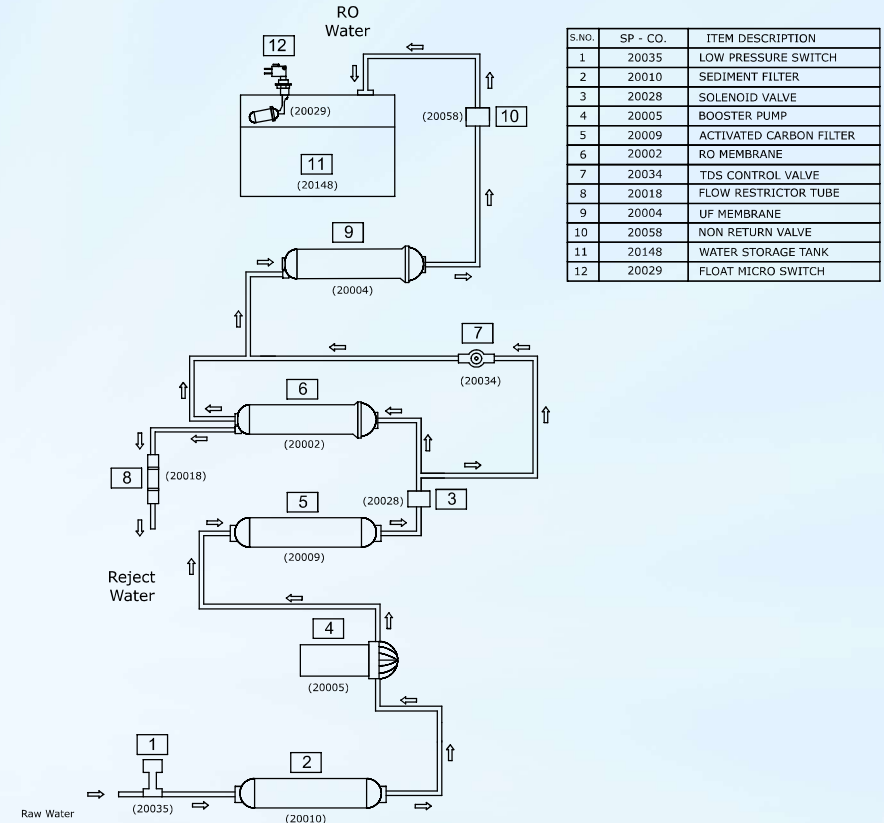 RO
Water
12
(20029)
(20058)
10
11
(20148)
9
(20004)
7
(20034)
6
(20002)
8
(20018)
(20028)
3
5
(20009)
Reject
Water
4
(20005)
1
2
(20035)
(20010)
Raw Water
S.NO. SP - CO. ITEM DESCRIPTION
1 20035 LOW PRESSURE SWITCH
2 20010 SEDIMENT FILTER
3 20028 SOLENOID VALVE
4 20005 BOOSTER PUMP
5 20009 ACTIVATED CARBON FILTER
6 20002 RO MEMBRANE
7 20034 TDS CONTROL VALVE
8 20018 FLOW RESTRICTOR TUBE
9 20004 UF MEMBRANE
10 20058 NON RETURN VALVE
11 20148 WATER STORAGE TANK
12 20029 FLOAT MICRO SWITCH